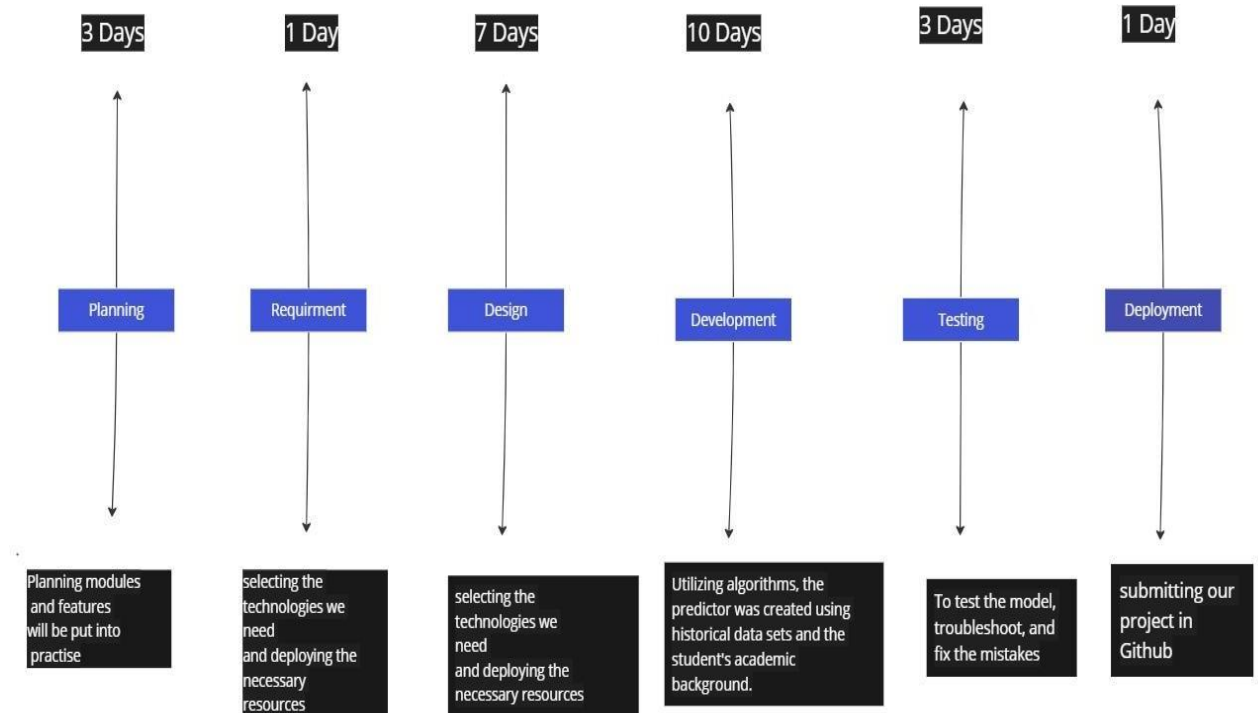 3 Days
1 Day
7 Days
10 Days
3 Days
1 Day
Planning
Requirment
Design
Development
Testing
Deployment
Planning modules
and features
will be put into
practise
selecting the
technologies we
need
and deploying the
necessary
resources
selecting the
technologies we
need
and deploying the
necessary resources
Utilizing algorithms, the
predictor was created using
historical data sets and the
student's academic
background.
To test the model,
troubleshoot, and
fix the mistakes
submitting our
project in
Github